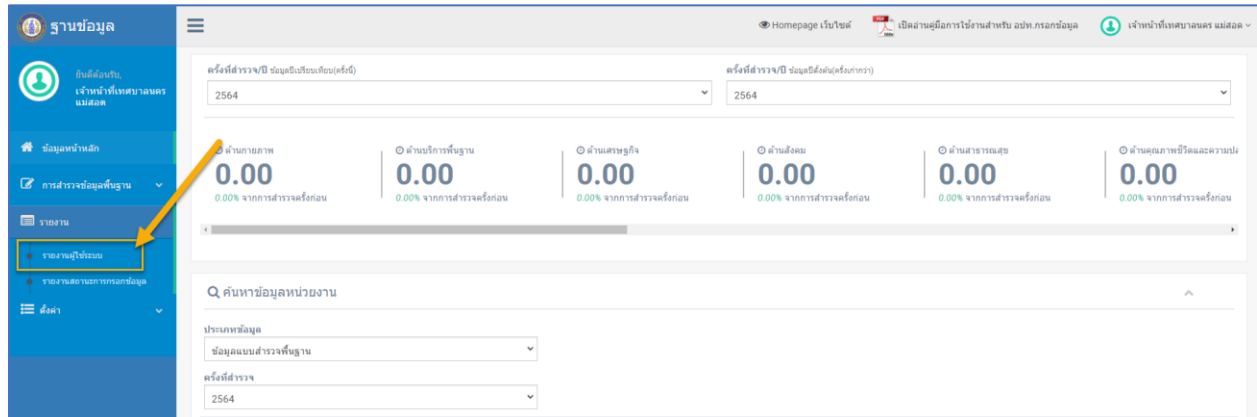 ฐานข้อมูล
Homepage เว็บไซต์
เปิดอ่านคู่มือการใช้งานสำหรับ อปท.กรอกข้อมูล
เจ้าหน้าที่เทศบาลนคร แม่สอด
ยินดีต้อนรับ,
เจ้าหน้าที่เทศบาลนคร
แม่สอด
ข้อมูลหน้าหลัก
การสำรวจข้อมูลพื้นฐาน
รายงาน
รายงานผู้ใช้ระบบ
รายงานสถานะการกรอกข้อมูล
ตั้งค่า
ครั้งที่สำรวจ/ปี ข้อมูลปีเปรียบเทียบ(ครั้งนี้)
2564
ครั้งที่สำรวจ/ปี ข้อมูลปีตั้งต้น(ครั้งเก่ากว่า)
2564
ด้านกายภาพ
0.00
0.00% จากการสำรวจครั้งก่อน
ด้านบริการพื้นฐาน
0.00
0.00% จากการสำรวจครั้งก่อน
ด้านเศรษฐกิจ
0.00
0.00% จากการสำรวจครั้งก่อน
ด้านสังคม
0.00
0.00% จากการสำรวจครั้งก่อน
ด้านสาธารณสุข
0.00
0.00% จากการสำรวจครั้งก่อน
ด้านคุณภาพชีวิตและความปล
0.00
0.00% จากการสำรวจครั้งก่อน
ค้นหาข้อมูลหน่วยงาน
ประเภทข้อมูล
ข้อมูลแบบสำรวจพื้นฐาน
ครั้งที่สำรวจ
2564